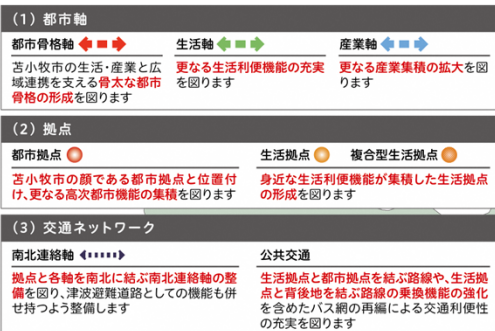 (1) 都市軸
都市骨格軸
苫小牧市の生活・産業と広
域連携を支える骨太な都市
骨格の形成を図ります
生活軸
更なる生活利便機能の充実
を図ります
産業軸
更なる産業集積の拡大を図
ります
(2) 拠点
都市拠点
苫小牧市の顔である都市拠点と位置付
け、更なる高次都市機能の集積を図ります
生活拠点 複合型生活拠点
身近な生活利便機能が集積した生活拠点
の形成を図ります
(3) 交通ネットワーク
南北連絡軸
拠点と各軸を南北に結ぶ南北連絡軸の整
備を図り、津波避難道路としての機能も併
せ持つよう整備します
公共交通
生活拠点と都市拠点を結ぶ路線や、生活拠
点と背後地を結ぶ路線の乗換機能の強化
を含めたバス網の再編による交通利便性
の充実を図ります